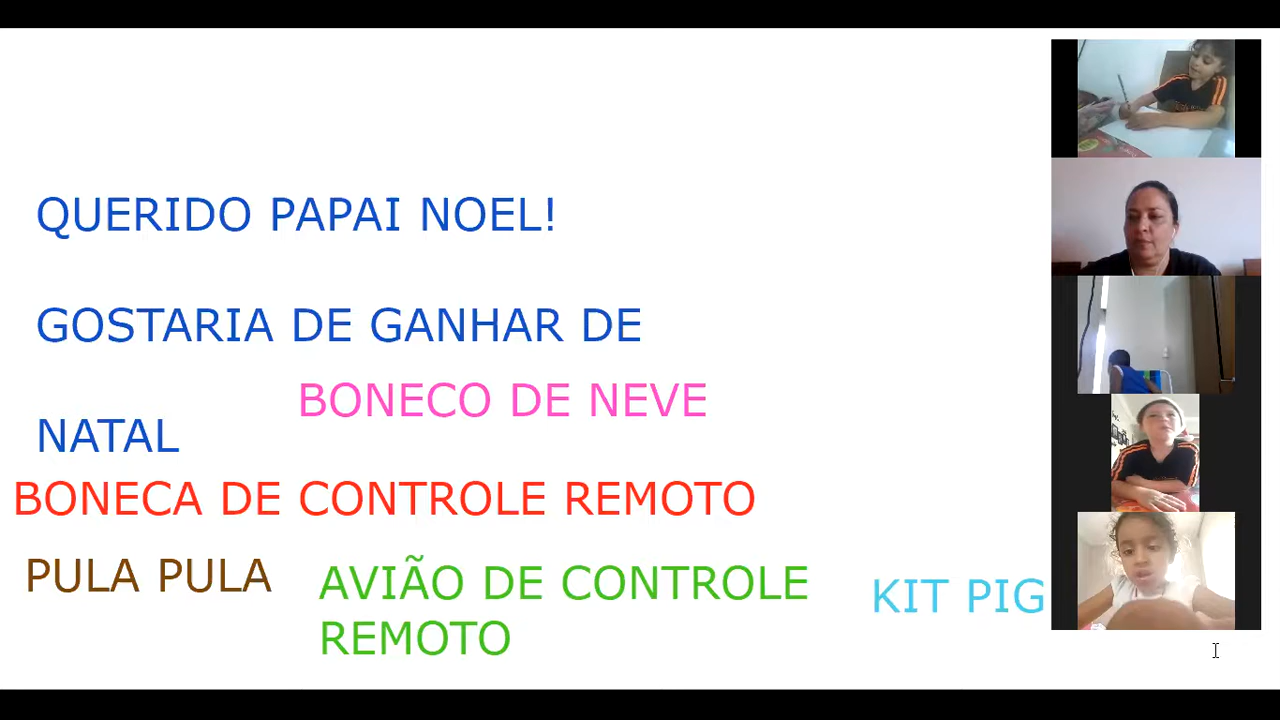 QUERIDO PAPAI NOEL!
GOSTARIA DE GANHAR DE
BONECO DE NEVE
NATAL
BONECA DE CONTROLE REMOTO
PULA PULA
AVIÃO DE CONTROLE
REMOTO
KIT PIG